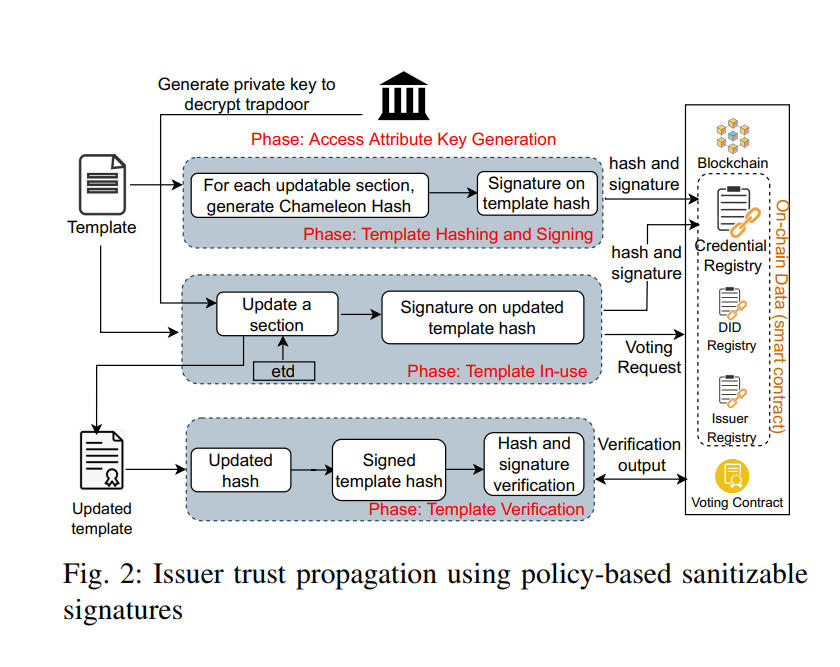 Generate private key to
decrypt trapdoor
Phase: Access Attribute Key Generation
Template
For each updatable section,
generate Chameleon Hash
Signature on
template hash
Phase: Template Hashing and Signing
hash and
signature
Blockchain
Credential
Registry
hash and
signature
Update a
section
Signature on updated
template hash
etd
Phase: Template In-use
Voting
Request
DID
Registry
Issuer
Registry
On-chain Data (smart contract)
Updated
template
Updated
hash
Signed
template hash
Hash and
signature
verification
Phase: Template Verification
Verification
output
Voting Contract
Fig. 2: Issuer trust propagation using policy-based sanitizable
signatures